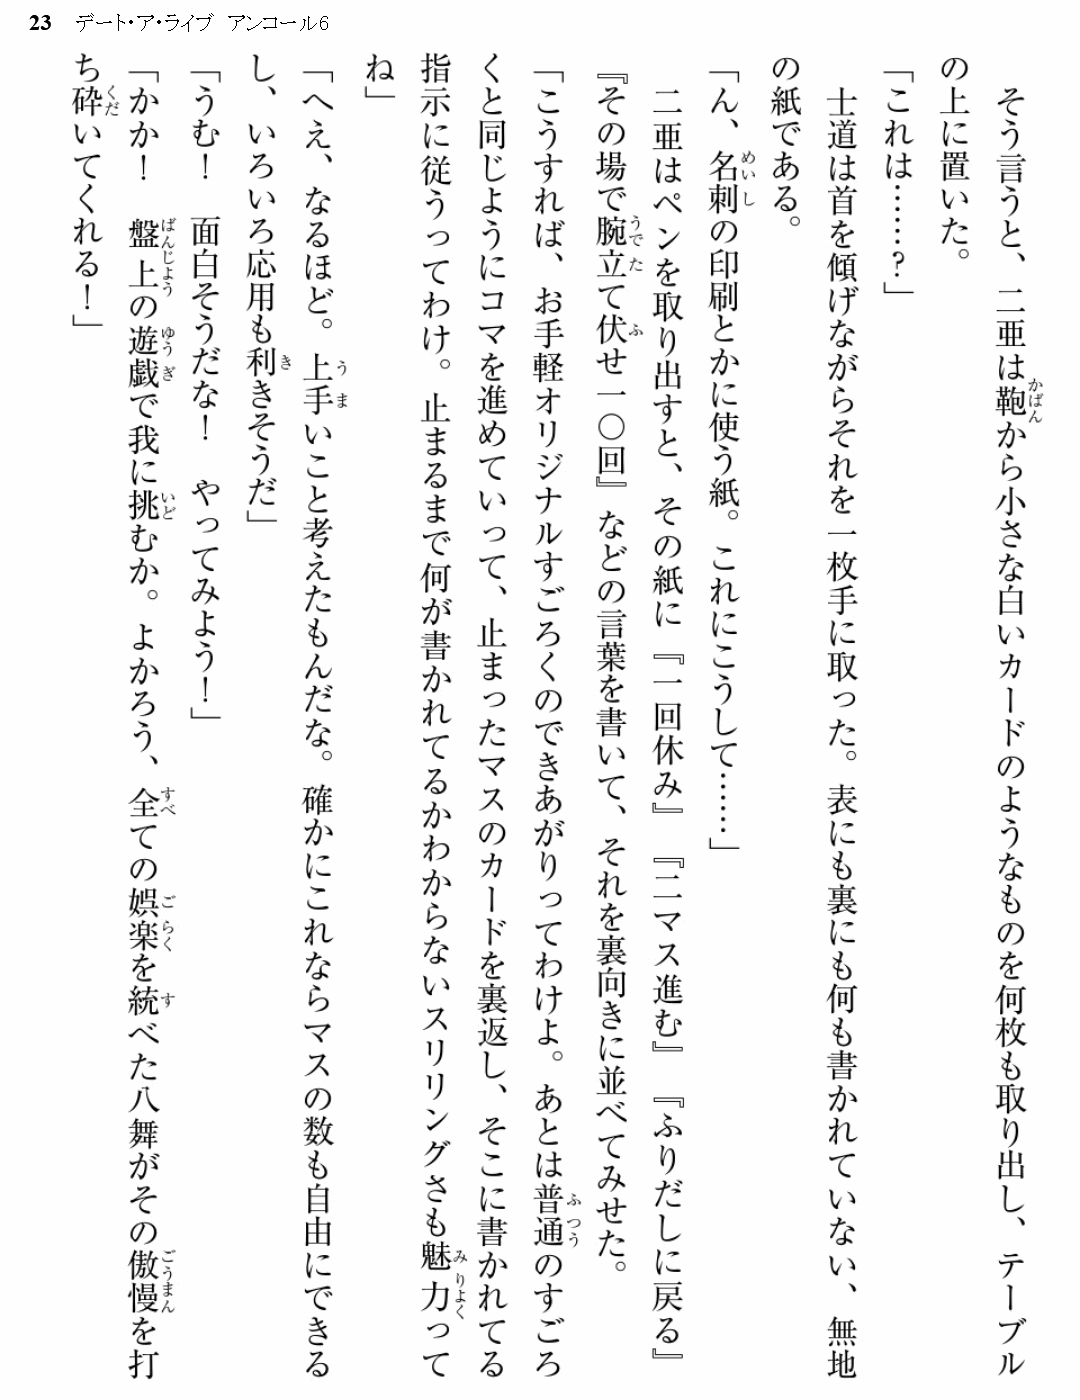 23 デート・ア・ライブ アンコール6
そう言うと、二亜は鞄から小さな白いカードのようなものを何枚も取り出し、テーブル
の上に置いた。
「これは……？」
士道は首を傾げながらそれを一枚手に取った。表にも裏にも何も書かれていない、無地
の紙である。
「ん、名刺の印刷とかに使う紙。これにこうして……」
二亜はペンを取り出すと、その紙に『一回休み』『二マス進む』『ふりだしに戻る』
『その場で腕立て伏せ一〇回』などの言葉を書いて、それを裏向きに並べてみせた。
「こうすれば、お手軽オリジナルすごろくのできあがりってわけよ。あとは普通のすごろ
くと同じようにコマを進めていって、止まったマスのカードを裏返し、そこに書かれてる
指示に従うってわけ。止まるまで何が書かれてるかわからないスリリングさも魅力って
ね」
「へえ、なるほど。上手いこと考えたもんだな。確かにこれならマスの数も自由にできる
し、いろいろ応用も利きそうだ」
「うむ！　面白そうだな！　やってみよう！」
「かか！　盤上の遊戯で我に挑むか。よかろう、全ての娯楽を統べた八舞がその傲慢を打
ち砕いてくれる！」